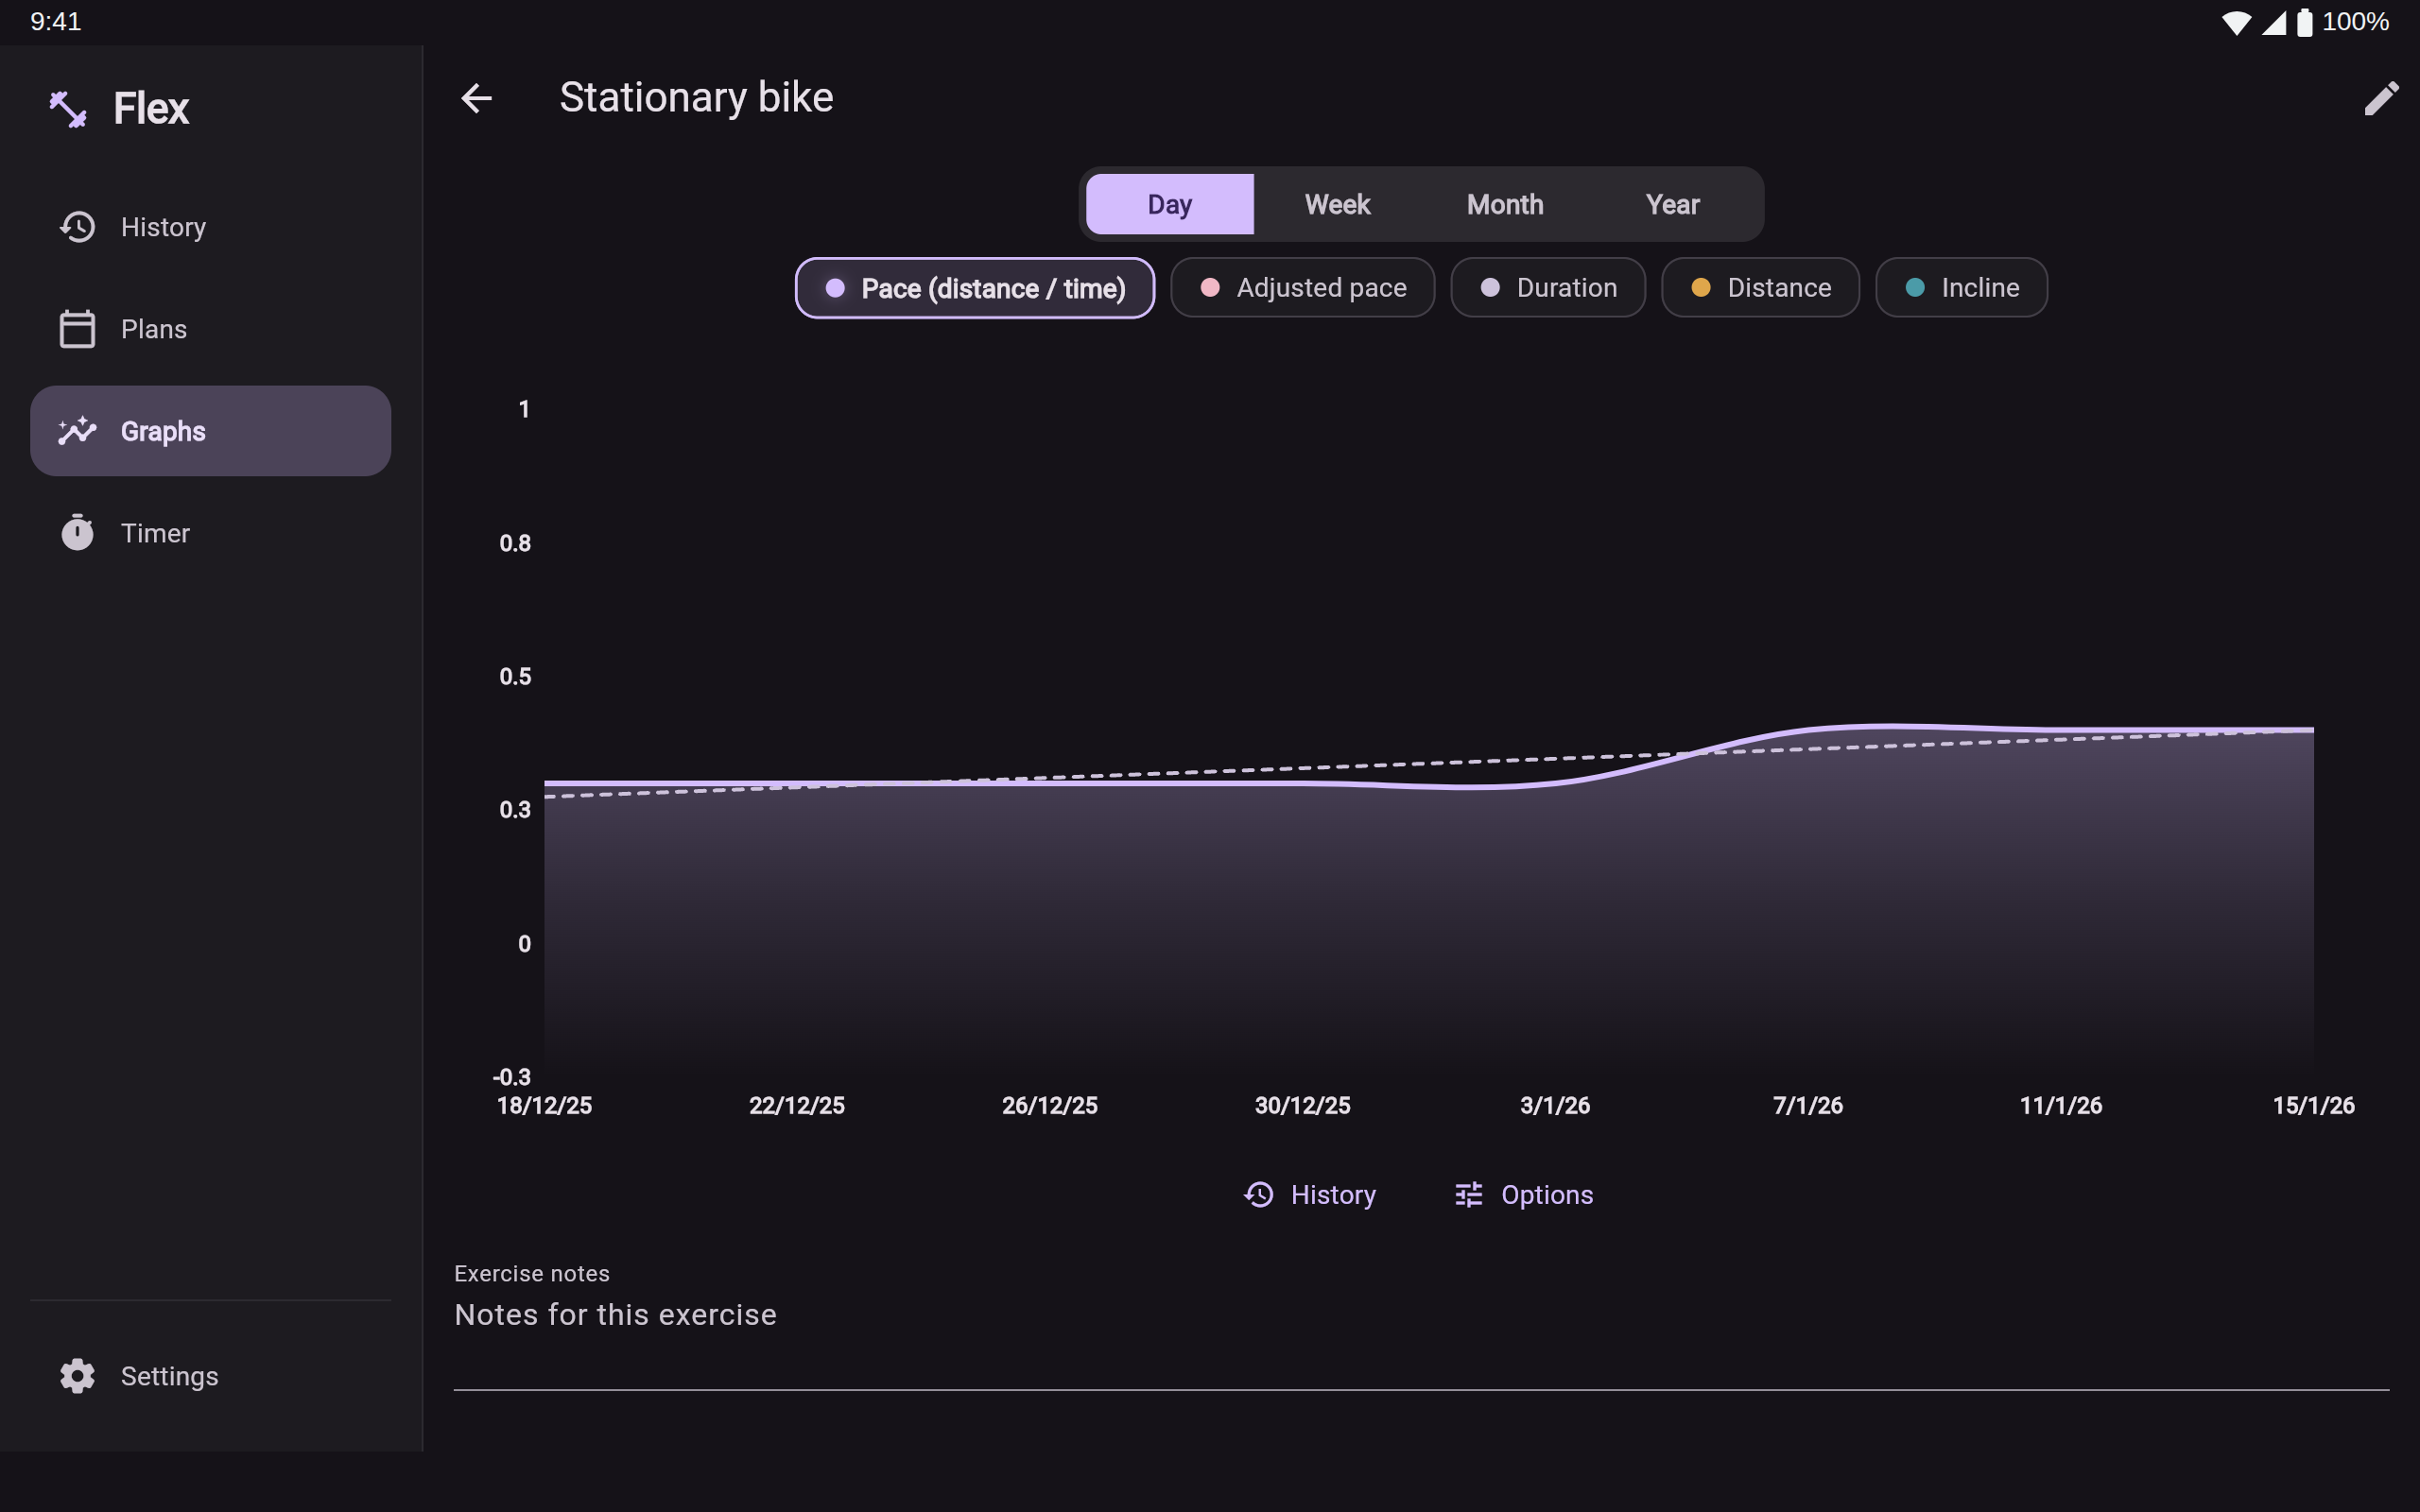 9:41
100%
Flex
Stationary bike
History
Plans
Graphs
Timer
Settings
Day Week Month Year
Pace (distance / time) Adjusted pace Duration Distance Incline
1
0.8
0.5
0.3
0
-0.3
18/12/25 22/12/25 26/12/25 30/12/25 3/1/26 7/1/26 11/1/26 15/1/26
History Options
Exercise notes
Notes for this exercise